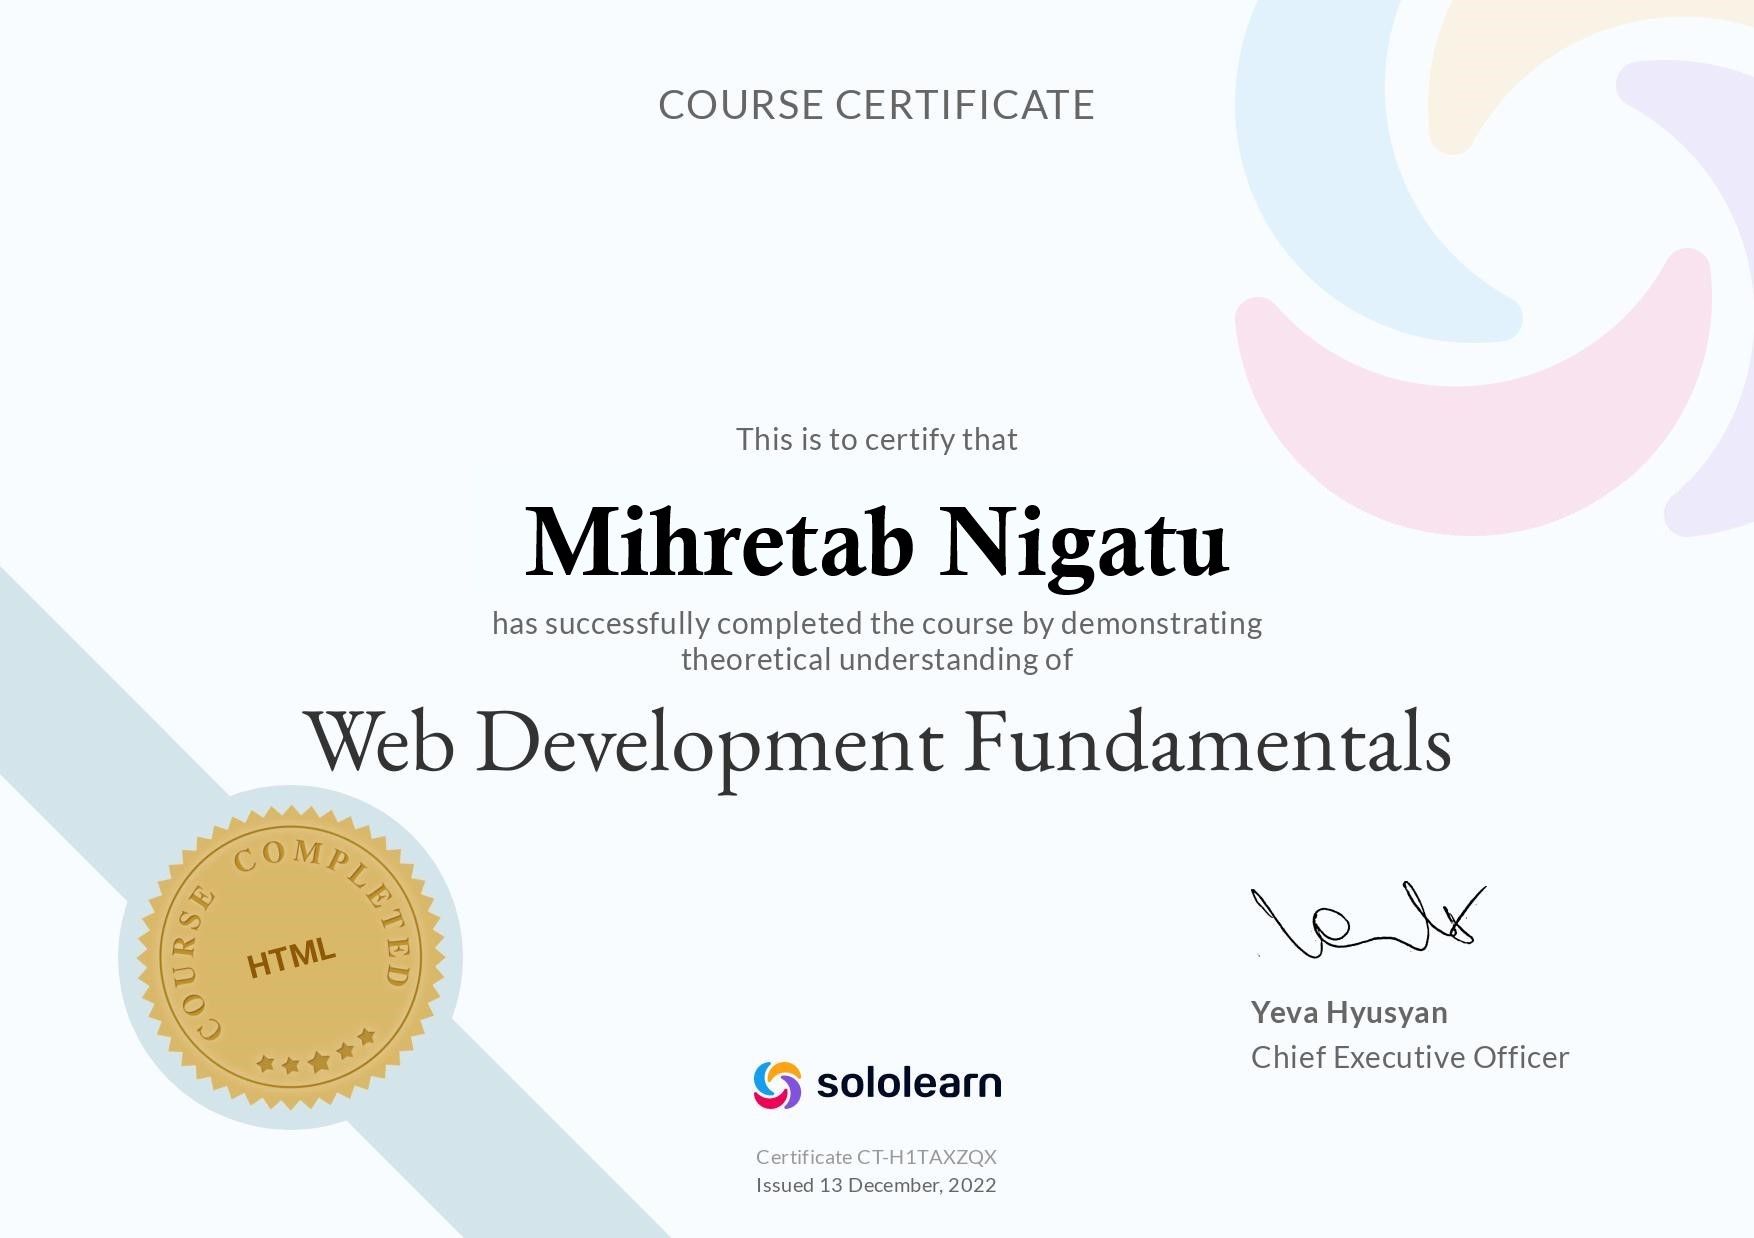 COURSE CERTIFICATE
This is to certify that
Mihretab Nigatu
has successfully completed the course by demonstrating
theoretical understanding of
Web Development Fundamentals
COURSE COMPLETED
HTML
Yeva Hyusyan
Chief Executive Officer
sololearn
Certificate CT-H1TAXZQX
Issued 13 December, 2022